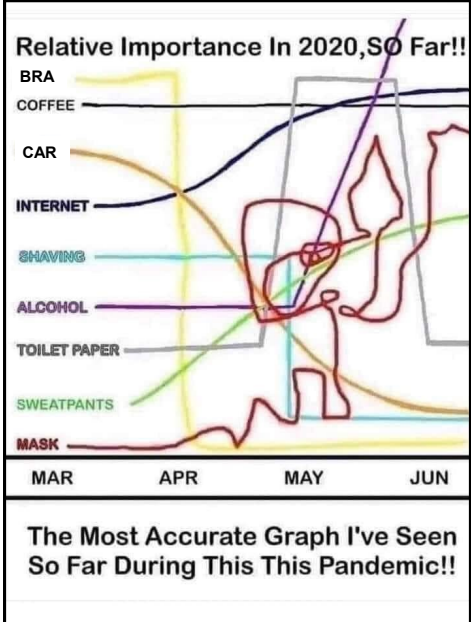 Relative Importance In 2020,SO Far!!
BRA
COFFEE
CAR
INTERNET
SHAVING
ALCOHOL
TOILET PAPER
SWEATPANTS
MASK
MAR APR MAY JUN
The Most Accurate Graph I've Seen
So Far During This This Pandemic!!